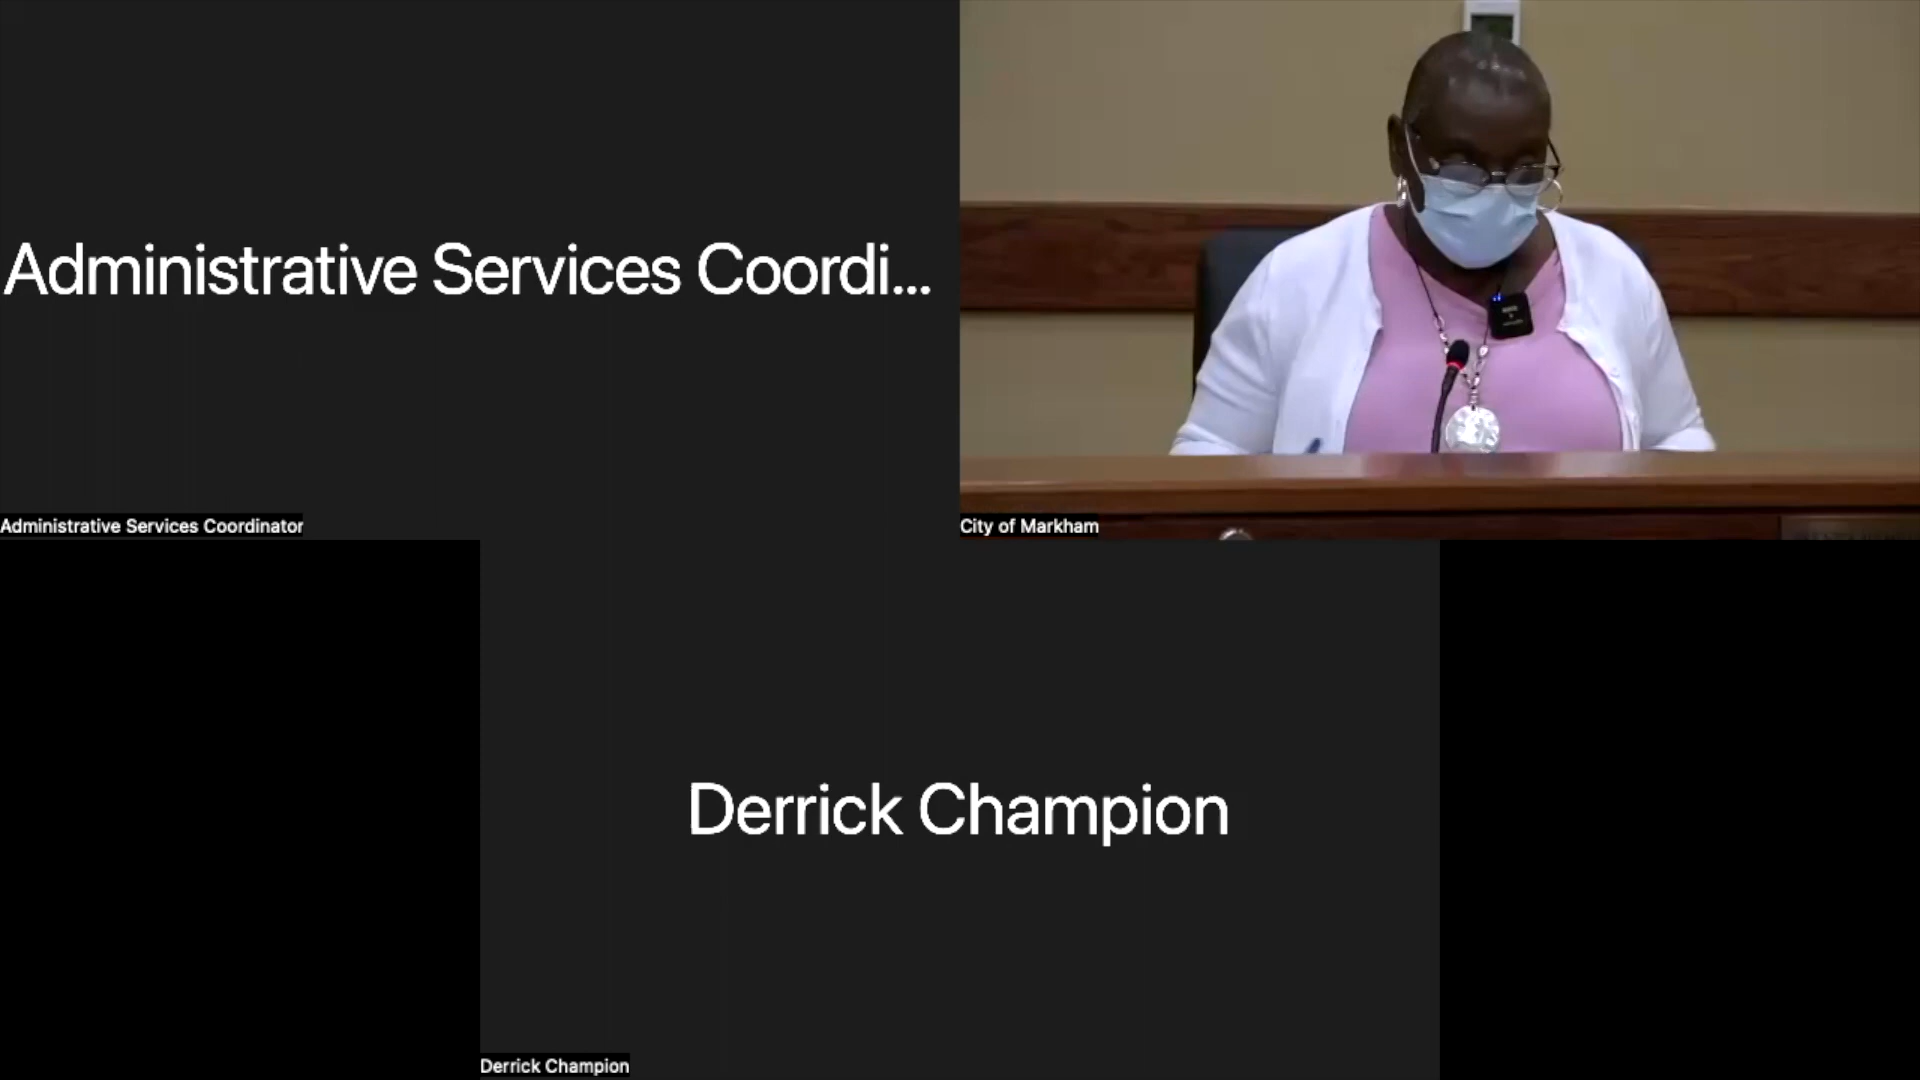 Administrative Services Coordi...
Administrative Services Coordinator
City of Markham
Derrick Champion
Derrick Champion